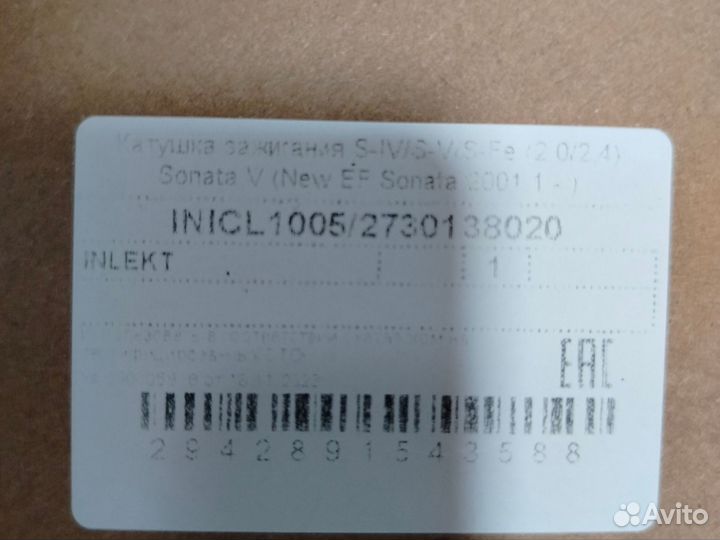 Катушка зажигания S-IV/S-V/S-Fe (2.0/2.4)
Sonata V (New EF Sonata 2001.1 - )
INICL1005/2730138020
INLEKT 1
EAC
2942891543588
Avito